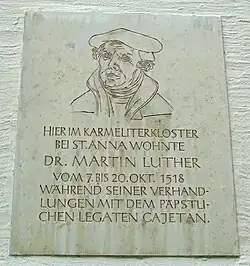 HIER IM KARMELITERKLOSTER
BEI ST. ANNA WOHNTE
DR. MARTIN LUTHER
VOM 7. BIS 20. OKT. 1518
WÄHREND SEINER VERHAND-
LUNGEN MIT DEM PÄPSTLI-
CHEN LEGATEN CAJETAN.